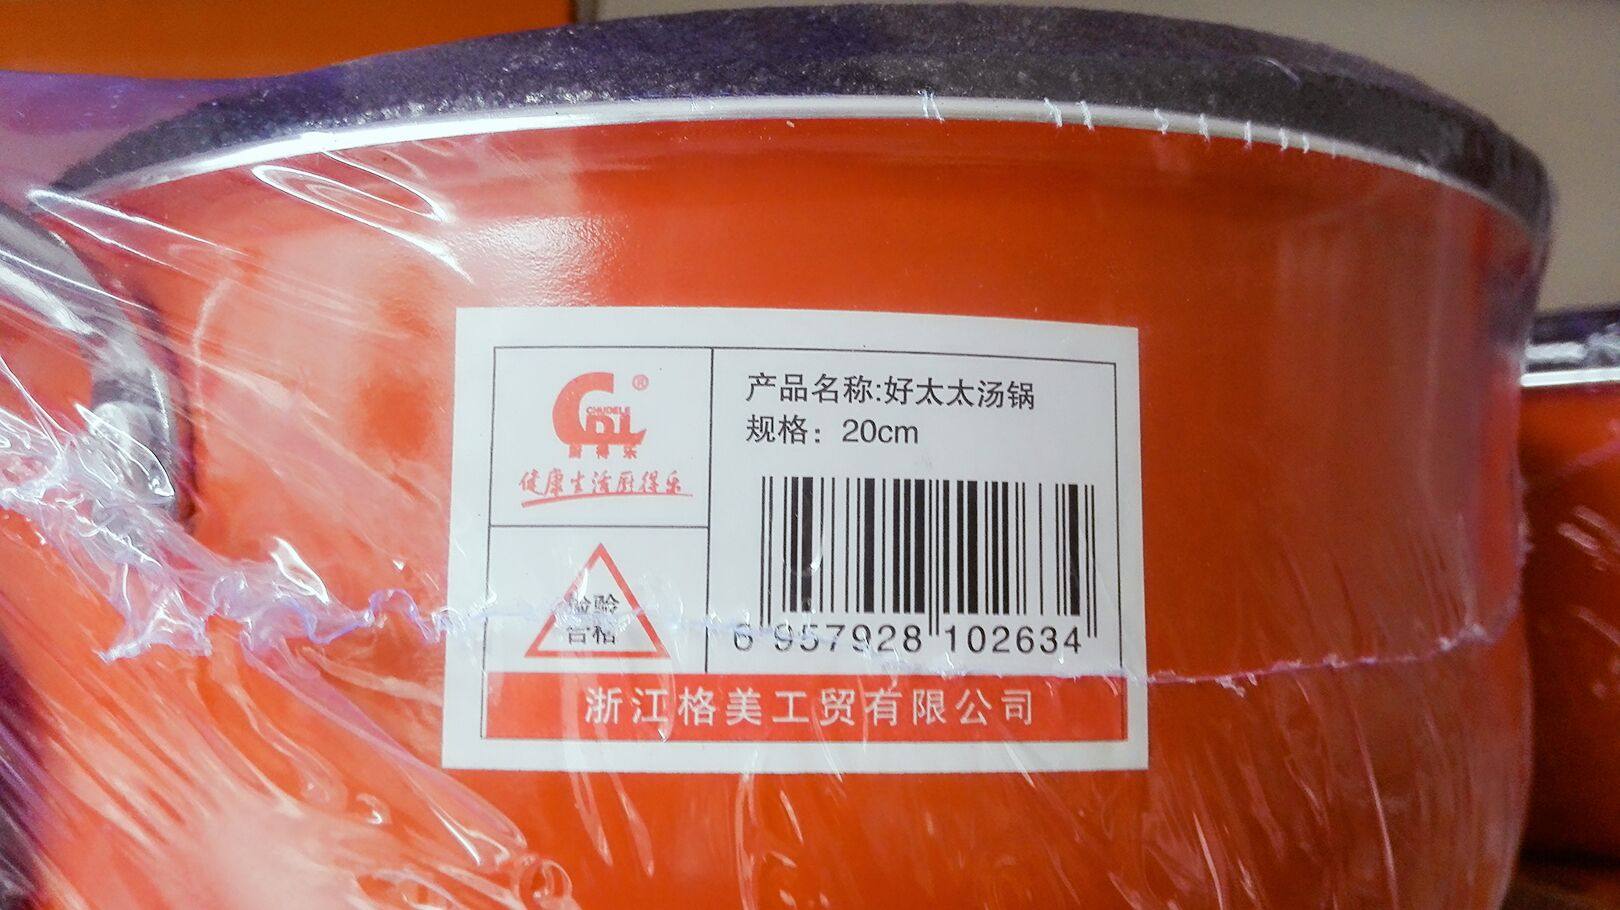 ®
CHUDELE
CDL
厨得乐
健康生活厨得乐
产品名称:好太太汤锅
规格：20cm
检验
合格
6 957928 102634
浙江格美工贸有限公司